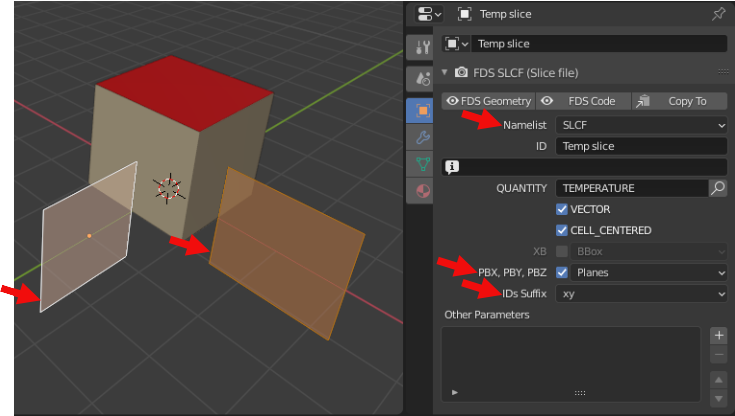 Temp slice
Temp slice
FDS SLCF (Slice file)
FDS Geometry FDS Code Copy To
Namelist SLCF
ID Temp slice
QUANTITY TEMPERATURE
VECTOR
CELL_CENTERED
XB BBox
PBX, PBY, PBZ Planes
IDs Suffix xy
Other Parameters